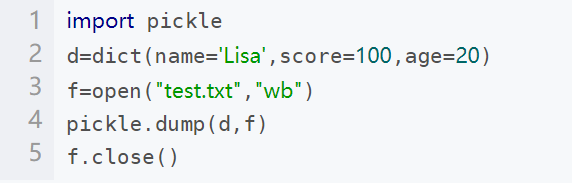 1 import pickle
2 d=dict(name='Lisa',score=100,age=20)
3 f=open("test.txt","wb")
4 pickle.dump(d,f)
5 f.close()